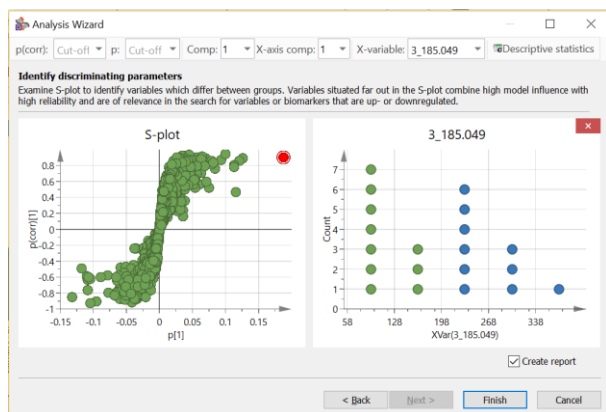 Analysis Wizard
p(corr): Cut-off p: Cut-off Comp: 1 X-axis comp: 1 X-variable: 3_185.049 Descriptive statistics
Identify discriminating parameters
Examine S-plot to identify variables which differ between groups. Variables situated far out in the S-plot combine high model influence with
high reliability and are of relevance in the search for variables or biomarkers that are up- or downregulated.
S-plot
p(corr)[1]
0.8
0.6
0.4
0.2
0
-0.2
-0.4
-0.6
-0.8
-1
-0.15 -0.1 -0.05 0 0.05 0.1 0.15
p[1]
3_185.049
Count
7
6
5
4
3
2
1
0
58 128 198 268 338
XVar(3_185.049)
Create report
< Back Next > Finish Cancel